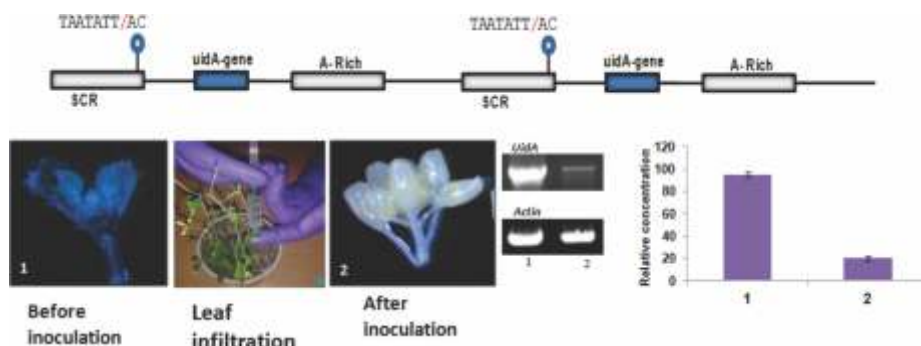 TAATATT/AC TAATATT/AC
uidA-gene A-Rich uidA-gene A-Rich
SCR SCR
UidA
Actin
1 2
1
2
Before
inoculation
Leaf
infiltration
After
inoculation
Relative concentration
120
100
80
60
40
20
0
1 2